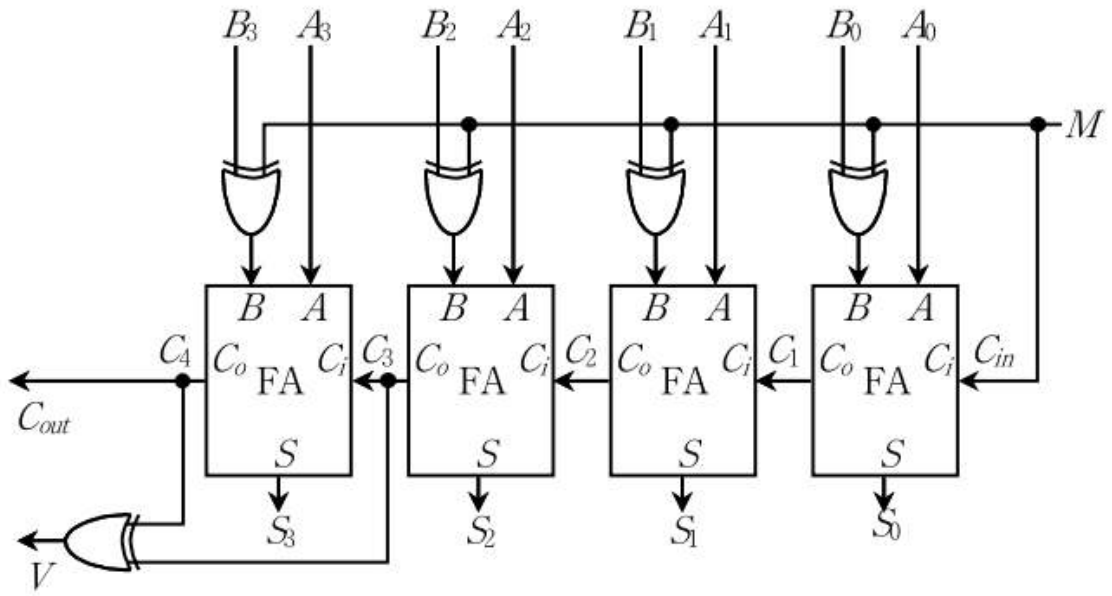 B₃ A₃ B₂ A₂ B₁ A₁ B₀ A₀
M
B A B A B A B A
C₄ Cₒ FA Cᵢ C₃ Cₒ FA Cᵢ C₂ Cₒ FA Cᵢ C₁ Cₒ FA Cᵢ Cin
Cout
S S S S
S₃ S₂ S₁ S₀
V